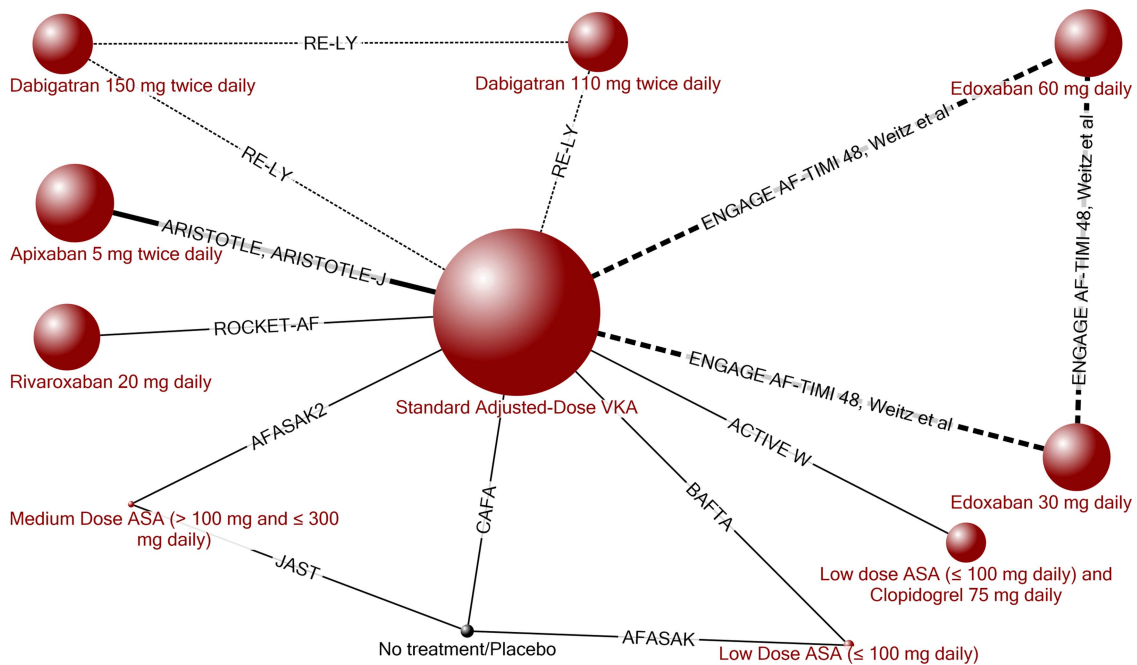 RE-LY
Dabigatran 150 mg twice daily
Dabigatran 110 mg twice daily
Edoxaban 60 mg daily
RE-LY
RE-LY
ENGAGE AF-TIMI 48, Weitz et al
ENGAGE AF-TIMI 48, Weitz et al
ARISTOTLE, ARISTOTLE-J
Apixaban 5 mg twice daily
ROCKET-AF
Rivaroxaban 20 mg daily
Standard Adjusted-Dose VKA
ENGAGE AF-TIMI 48, Weitz et al
AFASAK2
ACTIVE W
CAFA
BAFTA
Edoxaban 30 mg daily
Medium Dose ASA (> 100 mg and ≤ 300
mg daily)
JAST
Low dose ASA (≤ 100 mg daily) and
Clopidogrel 75 mg daily
No treatment/Placebo
AFASAK
Low Dose ASA (≤ 100 mg daily)